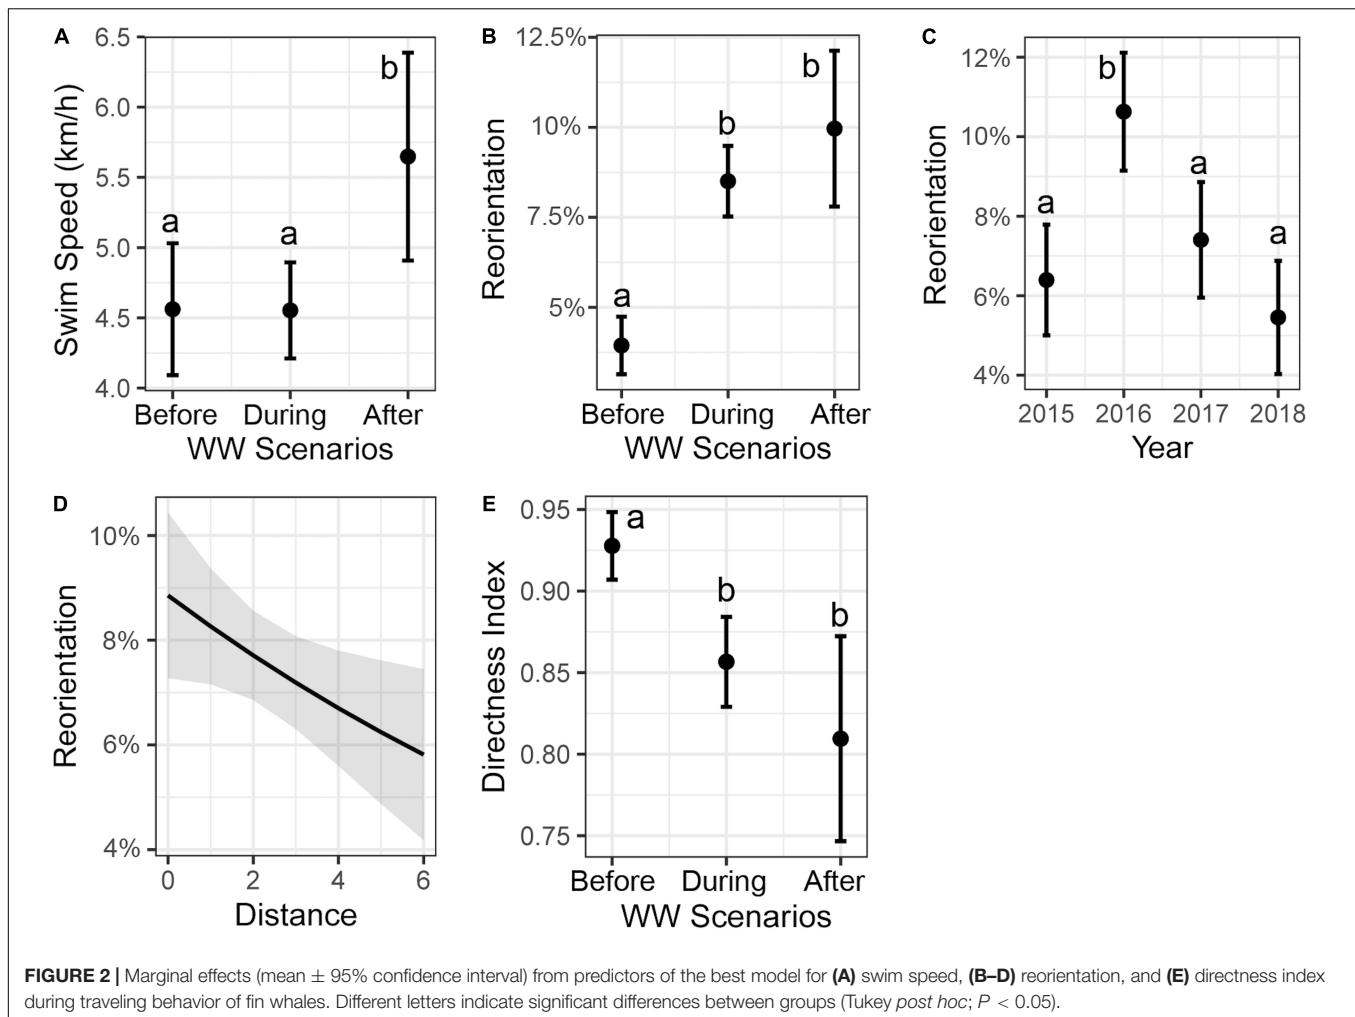 A
6.5
6.0
5.5
5.0
4.5
4.0
Swim Speed (km/h)
a
a
b
Before During After
WW Scenarios
B
12.5%
10%
7.5%
5%
Reorientation
a
b
b
Before During After
WW Scenarios
C
12%
10%
8%
6%
4%
Reorientation
a
b
a
a
2015 2016 2017 2018
Year
D
10%
8%
6%
4%
Reorientation
0 2 4 6
Distance
E
0.95
0.90
0.85
0.80
0.75
Directness Index
a
b
b
Before During After
WW Scenarios
FIGURE 2 | Marginal effects (mean ± 95% confidence interval) from predictors of the best model for (A) swim speed, (B–D) reorientation, and (E) directness index
during traveling behavior of fin whales. Different letters indicate significant differences between groups (Tukey post hoc; P < 0.05).